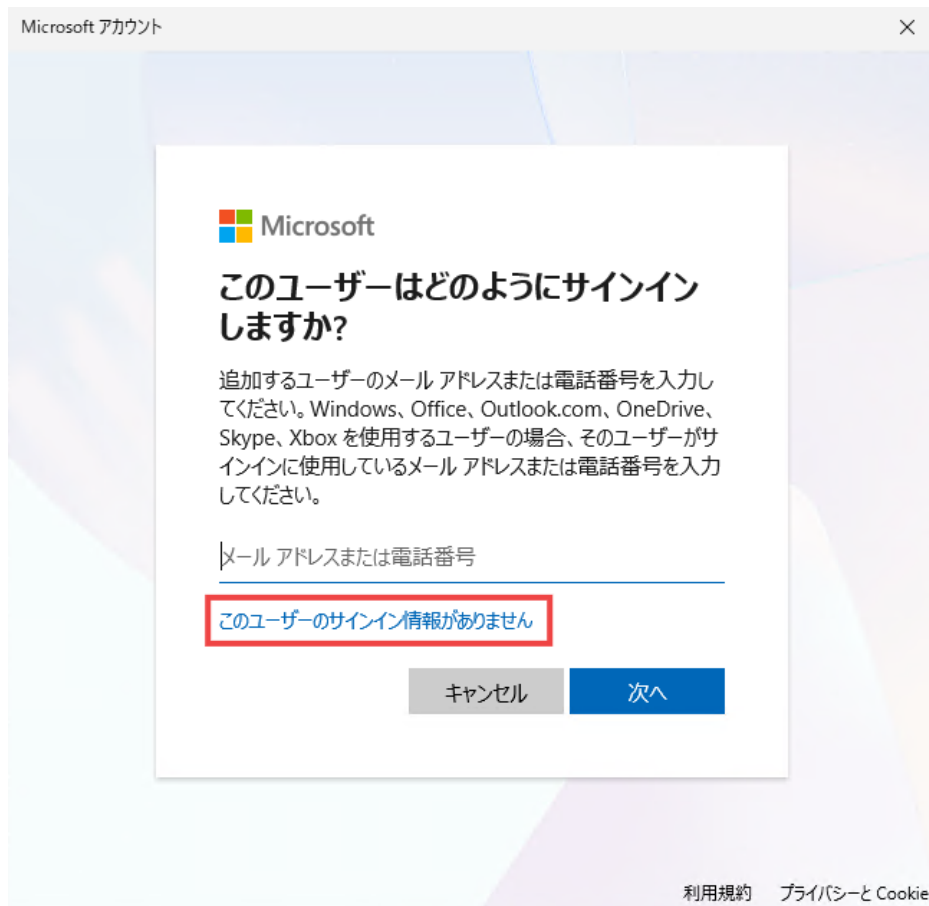 Microsoft アカウント
Microsoft
このユーザーはどのようにサインイン
しますか?
追加するユーザーのメール アドレスまたは電話番号を入力し
てください。Windows、Office、Outlook.com、OneDrive、
Skype、Xbox を使用するユーザーの場合、そのユーザーがサ
インインに使用しているメール アドレスまたは電話番号を入力
してください。
メール アドレスまたは電話番号
このユーザーのサインイン情報がありません
キャンセル 次へ
利用規約 プライバシーと Cookie